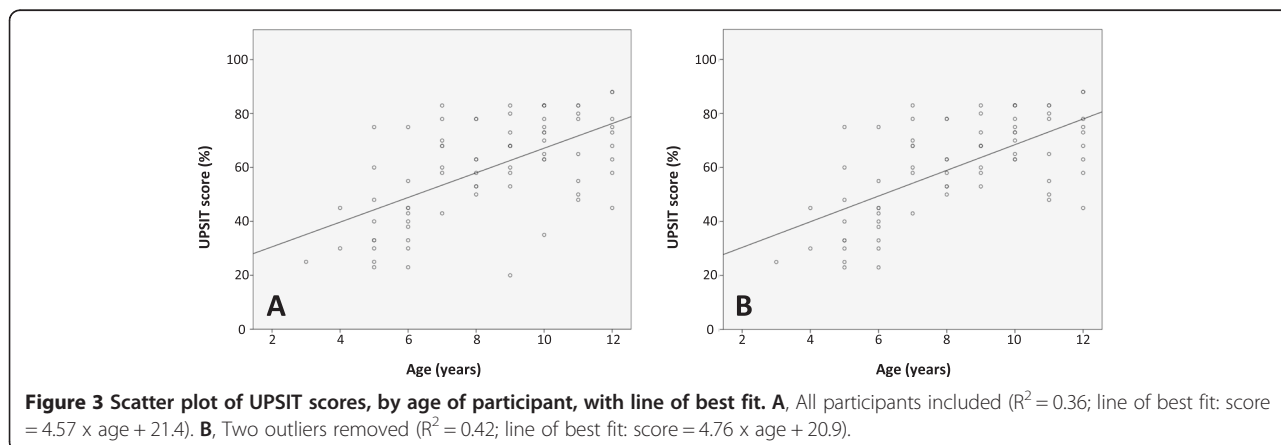 100
80
60
40
20
0
UPSIT score (%)
A
2 4 6 8 10 12
Age (years)
100
80
60
40
20
0
UPSIT score (%)
B
2 4 6 8 10 12
Age (years)
Figure 3 Scatter plot of UPSIT scores, by age of participant, with line of best fit. A, All participants included (R² = 0.36; line of best fit: score
= 4.57 x age + 21.4). B, Two outliers removed (R² = 0.42; line of best fit: score = 4.76 x age + 20.9).